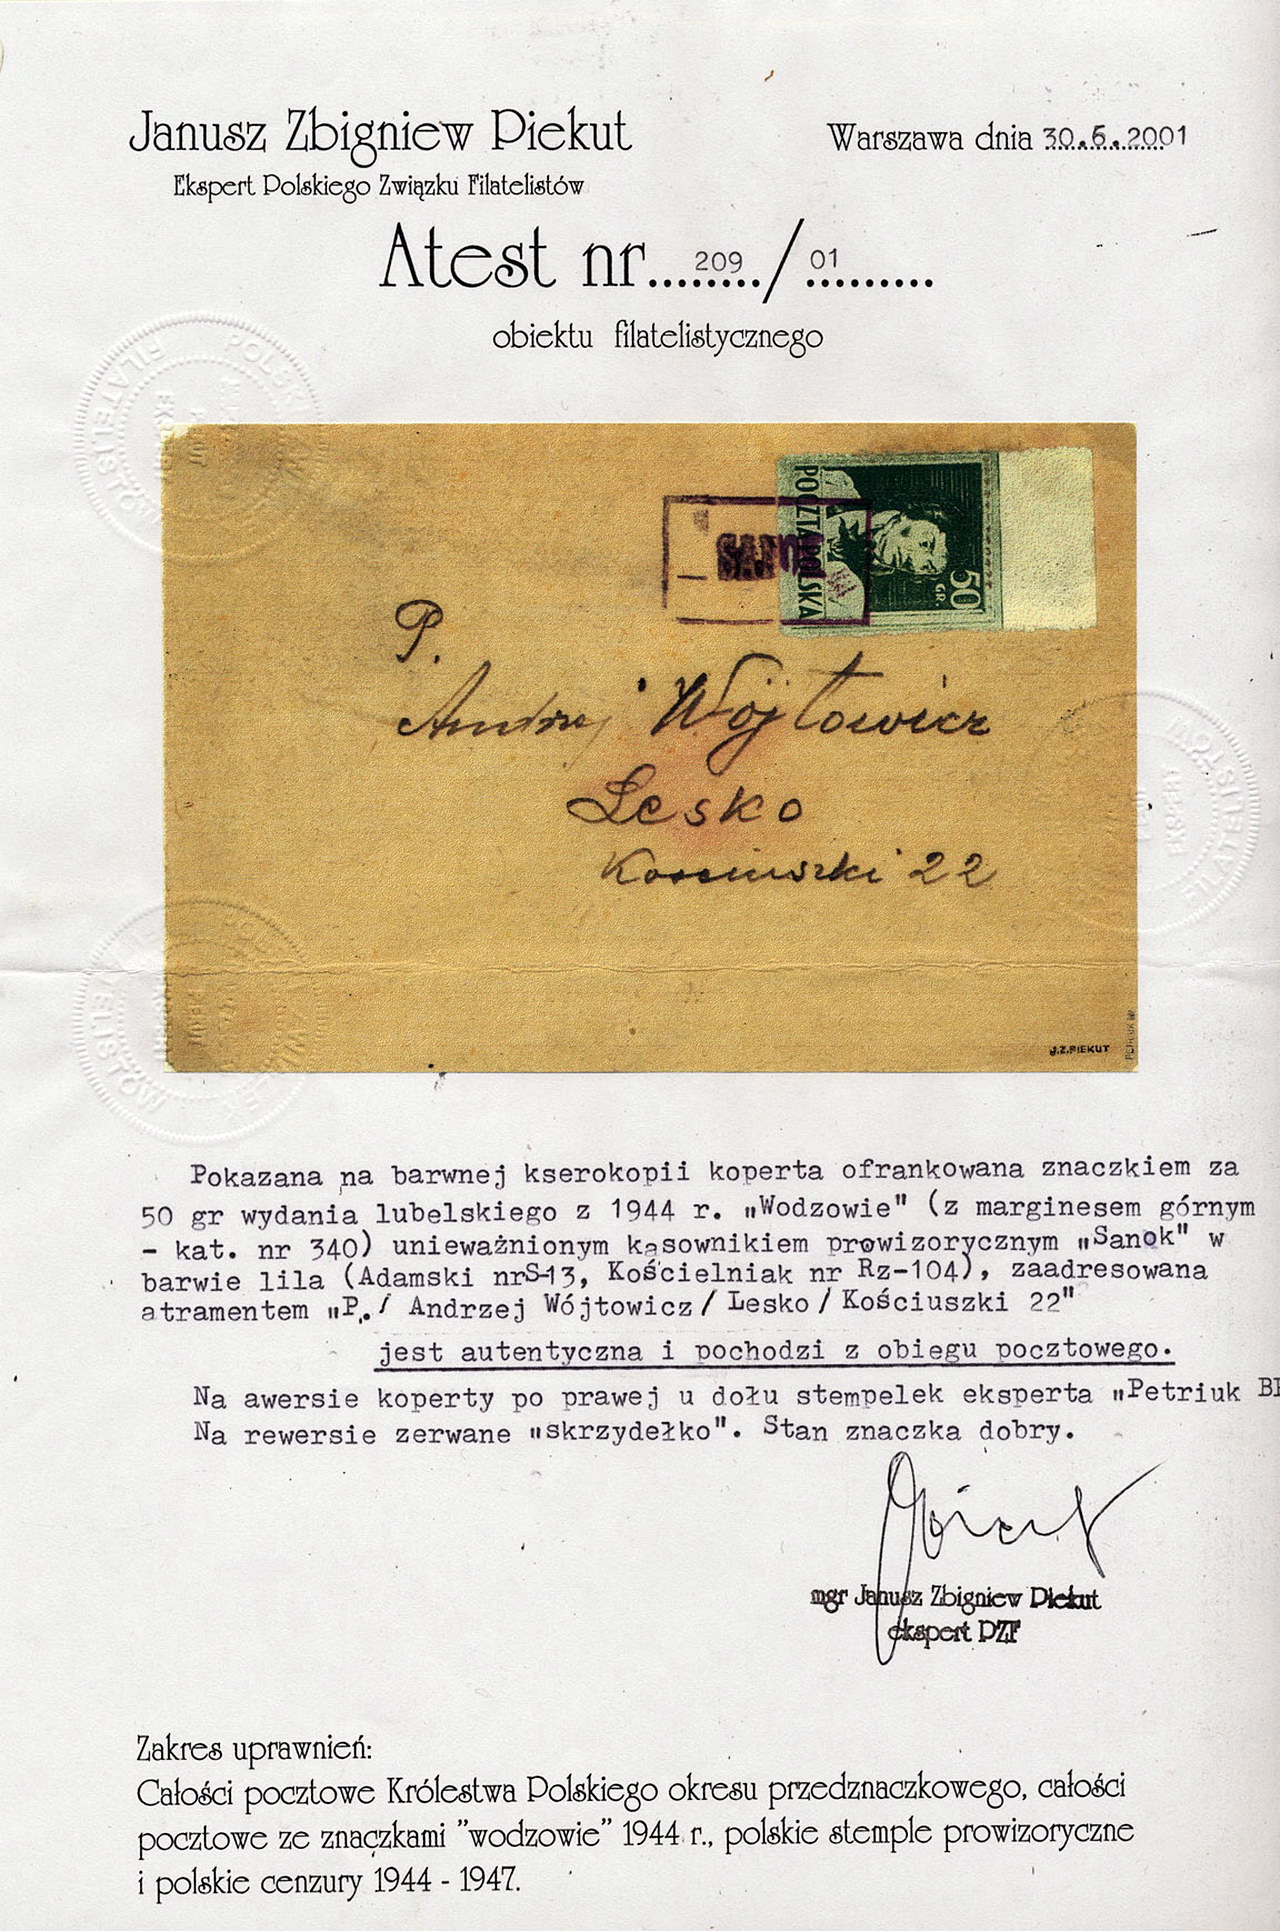 Janusz Zbigniew Piekut
Warszawa dnia 30.6.2001
Ekspert Polskiego Związku Filatelistów
Atest nr 209 / 01
obiektu filatelistycznego
POCZTA POLSKA
50
GR.
P.
Andrzej Wójtowicz
Lesko
22
J.Z.PIEKUT
Pokazana na barwnej kserokopii koperta ofrankowana znaczkiem za
50 gr wydania lubelskiego z 1944 r. „Wodzowie" (z marginesem górnym
- kat. nr 340) unieważnionym kasownikiem prowizorycznym „Sanok" w
barwie lila (Adamski nrS-13, Kościelniak nr Rz-104), zaadresowana
atramentem „P./ Andrzej Wójtowicz/Lesko/Kościuszki 22"
jest autentyczna i pochodzi z obiegu pocztowego.
Na awersie koperty po prawej u dołu stempelek eksperta „Petriuk
Na rewersie zerwane „skrzydełko". Stan znaczka dobry.
mgr Janusz Zbigniew Piekut
ekspert PZF
Zakres uprawnień:
Całości pocztowe Królestwa Polskiego okresu przedznaczkowego, całości
pocztowe ze znaczkami "wodzowie" 1944 r., polskie stemple prowizoryczne
i polskie cenzury 1944 - 1947.